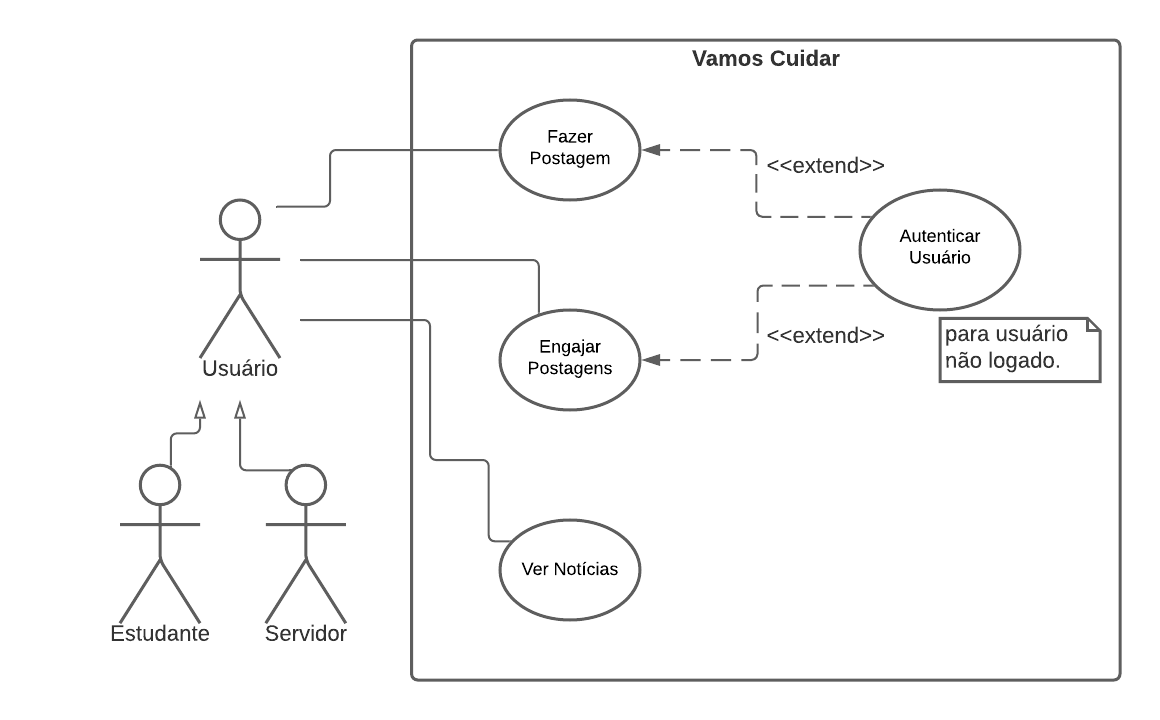 Vamos Cuidar
Fazer
Postagem
<<extend>>
Autenticar
Usuário
<<extend>>
para usuário
não logado.
Engajar
Postagens
Usuário
Ver Notícias
Estudante
Servidor